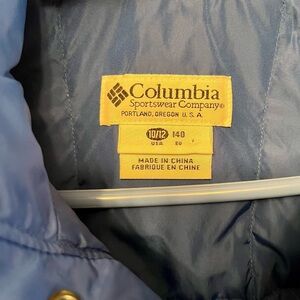 Columbia
Sportswear Company®
PORTLAND, OREGON U. S. A.
10/12 140
USA EU
MADE IN CHINA
FABRIQUE EN CHINE